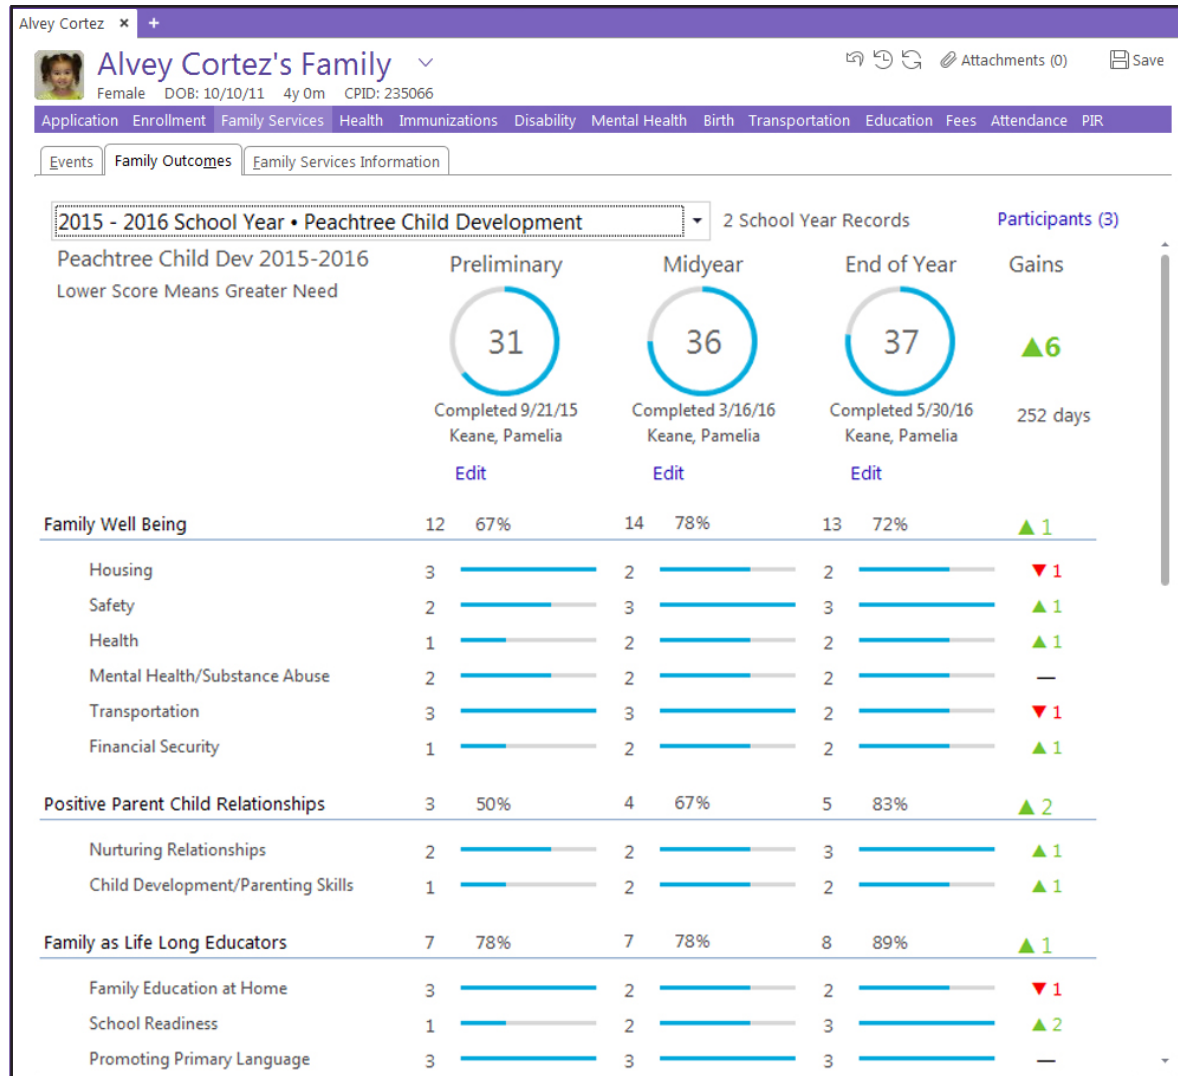 Alvey Cortez × +
Alvey Cortez's Family
Attachments (0) Save
Female DOB: 10/10/11 4y 0m CPID: 235066
Application Enrollment Family Services Health Immunizations Disability Mental Health Birth Transportation Education Fees Attendance PIR
Events Family Outcomes Family Services Information
2015 - 2016 School Year • Peachtree Child Development 2 School Year Records Participants (3)
Peachtree Child Dev 2015-2016 Preliminary Midyear End of Year Gains
Lower Score Means Greater Need
31 36 37 ▲6
Completed 9/21/15 Completed 3/16/16 Completed 5/30/16 252 days
Keane, Pamelia Keane, Pamelia Keane, Pamelia
Edit Edit Edit
Family Well Being 12 67% 14 78% 13 72% ▲ 1
Housing 3 2 2 ▼ 1
Safety 2 3 3 ▲ 1
Health 1 2 2 ▲ 1
Mental Health/Substance Abuse 2 2 2 —
Transportation 3 3 2 ▼ 1
Financial Security 1 2 2 ▲ 1
Positive Parent Child Relationships 3 50% 4 67% 5 83% ▲ 2
Nurturing Relationships 2 2 3 ▲ 1
Child Development/Parenting Skills 1 2 2 ▲ 1
Family as Life Long Educators 7 78% 7 78% 8 89% ▲ 1
Family Education at Home 3 2 2 ▼ 1
School Readiness 1 2 3 ▲ 2
Promoting Primary Language 3 3 3 —